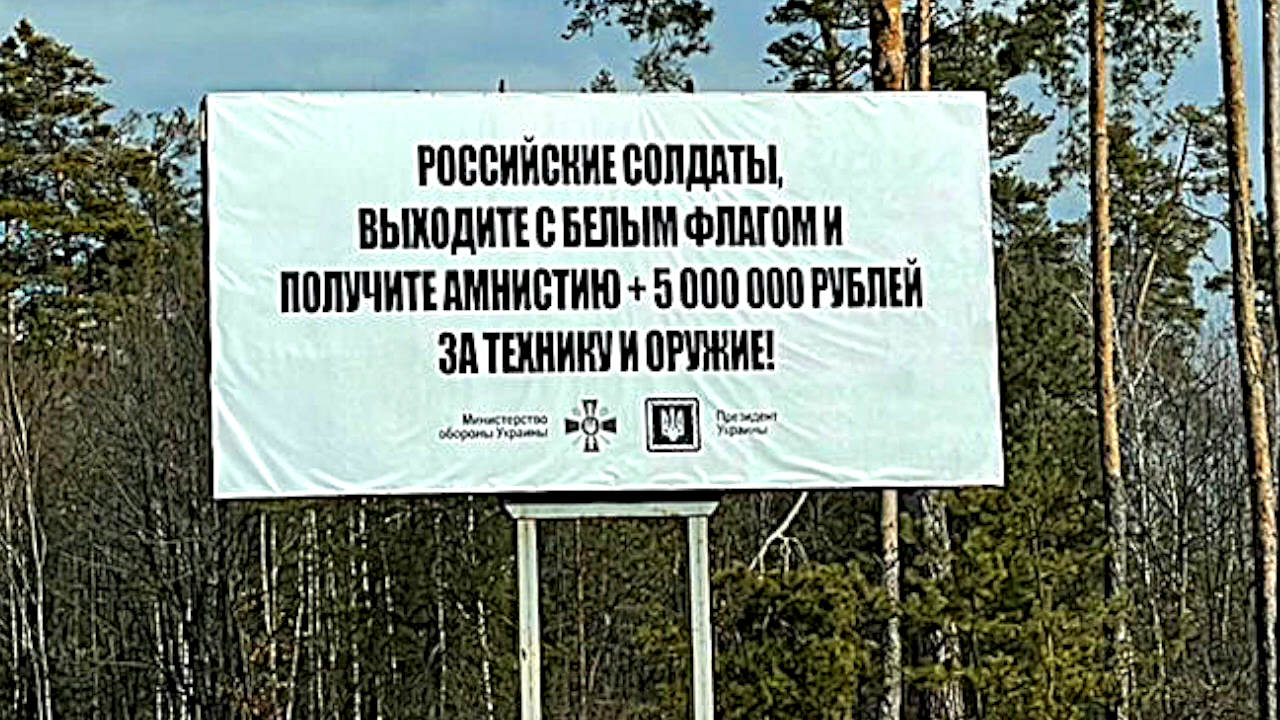 РОССИЙСКИЕ СОЛДАТЫ,
ВЫХОДИТЕ С БЕЛЫМ ФЛАГОМ И
ПОЛУЧИТЕ АМНИСТИЮ + 5 000 000 РУБЛЕЙ
ЗА ТЕХНИКУ И ОРУЖИЕ!
Министерство
обороны Украины
Президент
Украины